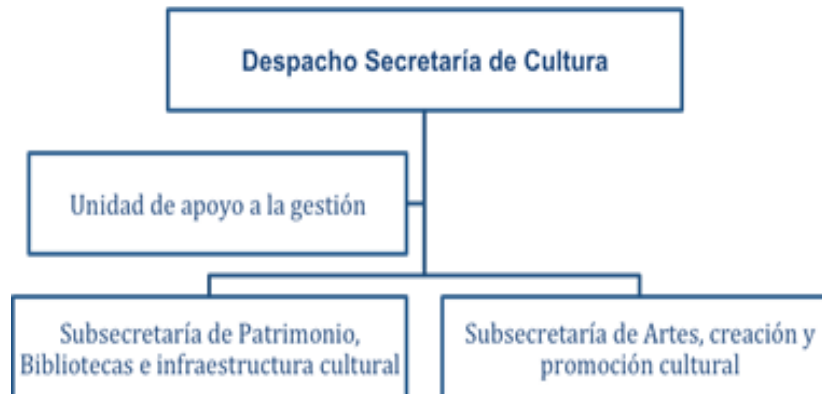 Despacho Secretaría de Cultura
Unidad de apoyo a la gestión
Subsecretaría de Patrimonio,
Bibliotecas e infraestructura cultural
Subsecretaría de Artes, creación y
promoción cultural